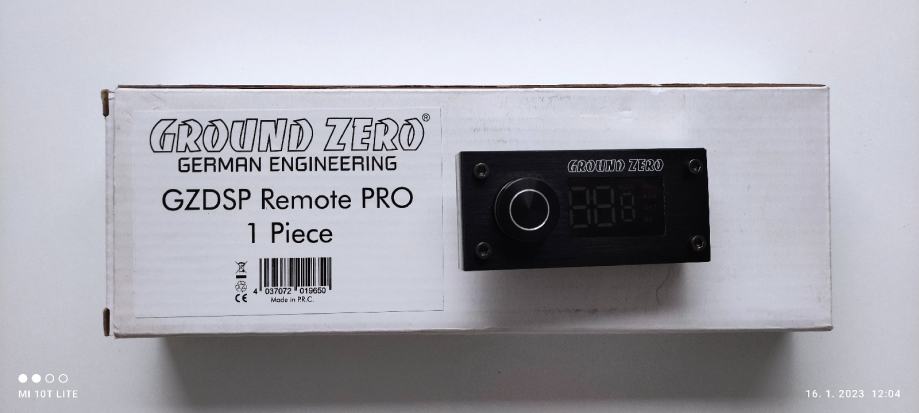 GROUND ZERO®
GERMAN ENGINEERING
GZDSP Remote PRO
1 Piece
CE
4 037072 019650
Made in P.R.C.
GROUND ZERO
MI 10T LITE
16. 1. 2023 12:04